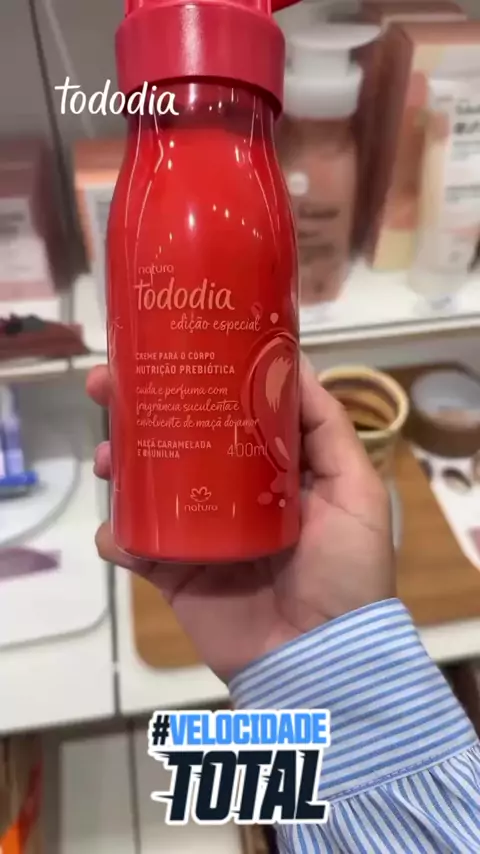 tododia
natura
tododia
edição especial
CREME PARA O CORPO
NUTRIÇÃO PREBIÓTICA
cuida e perfuma com
fragrância suculenta e
envolvente de maçã do amor
MAÇÃ CARAMELADA
E BAUNILHA
400ml
natura
#VELOCIDADE
TOTAL